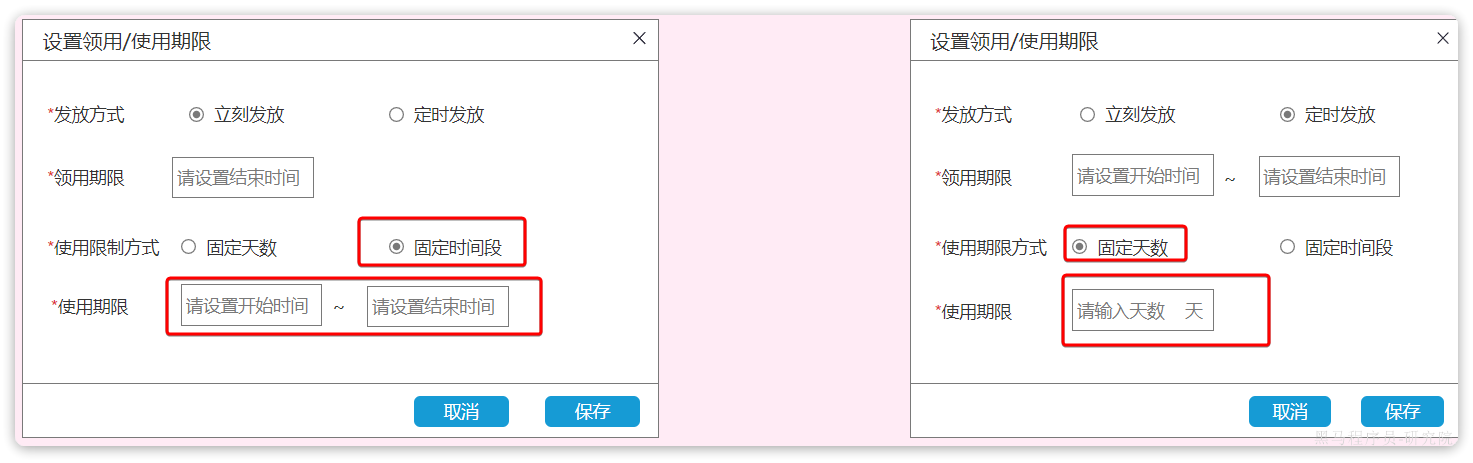 设置领用/使用期限
*发放方式 立刻发放 定时发放
*领用期限 请设置结束时间
*使用限制方式 固定天数 固定时间段
*使用期限 请设置开始时间 ~ 请设置结束时间
取消 保存
设置领用/使用期限
*发放方式 立刻发放 定时发放
*领用期限 请设置开始时间 ~ 请设置结束时间
*使用期限方式 固定天数 固定时间段
*使用期限 请输入天数 天
取消 保存
黑马程序员-研究院